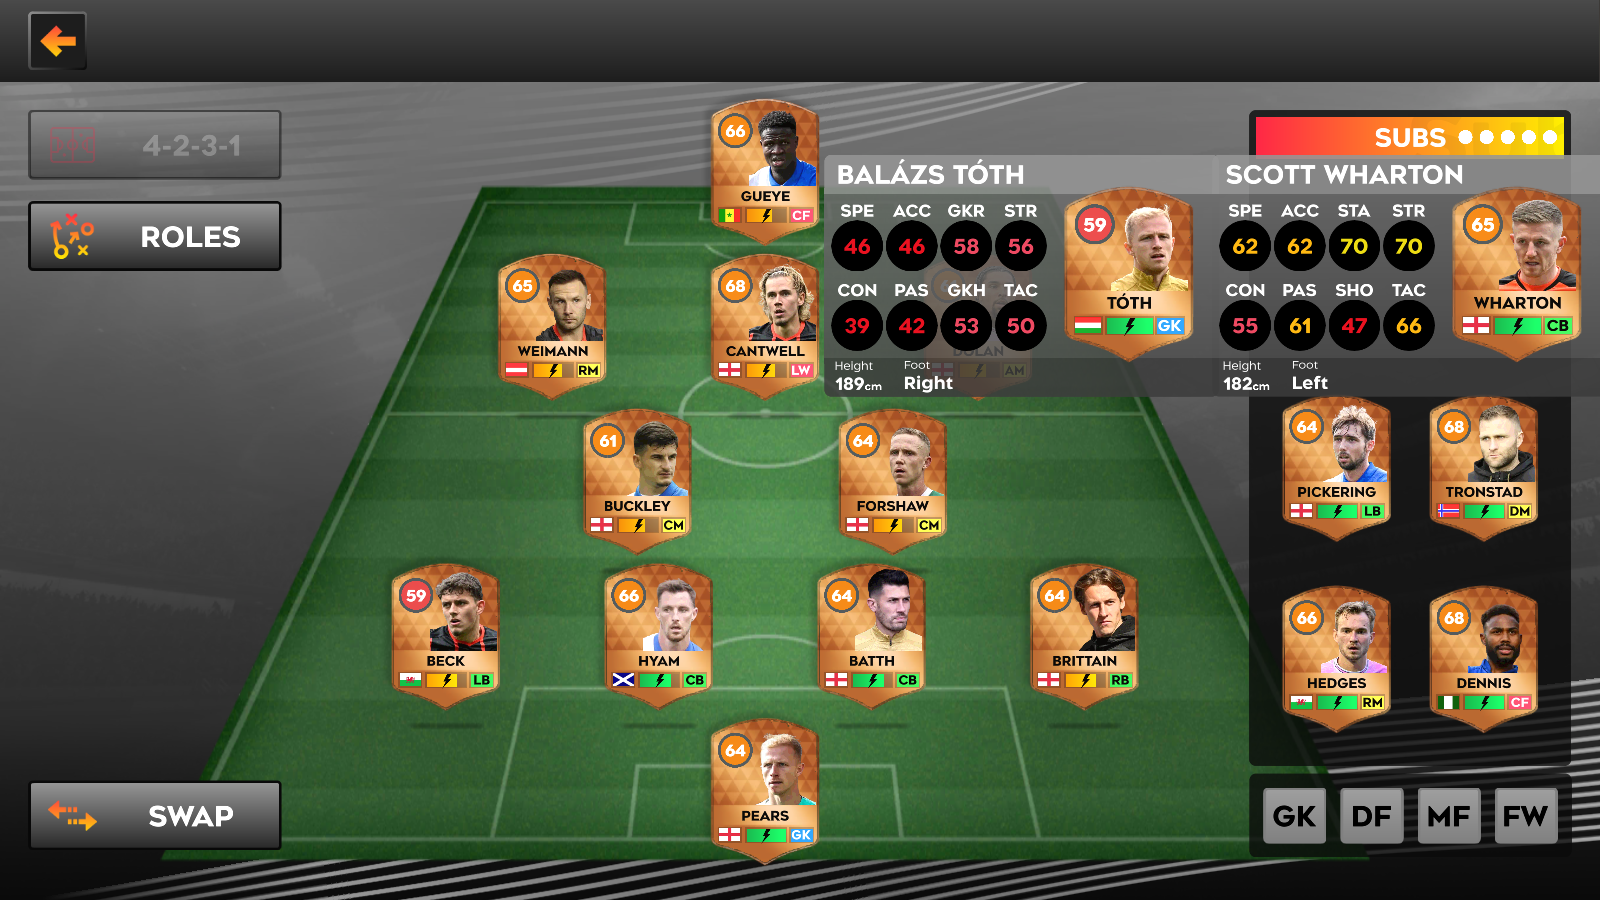 4-2-3-1
ROLES
SWAP
66
GUEYE
CF
65
WEIMANN
RM
68
CANTWELL
LW
DOLAN
AM
61
BUCKLEY
CM
64
FORSHAW
CM
59
BECK
LB
66
HYAM
CB
64
BATTH
CB
64
BRITTAIN
RB
64
PEARS
GK
SUBS
BALÁZS TÓTH
SPE ACC GKR STR
46 46 58 56
CON PAS GKH TAC
39 42 53 50
Height Foot
189cm Right
59
TÓTH
GK
SCOTT WHARTON
SPE ACC STA STR
62 62 70 70
CON PAS SHO TAC
55 61 47 66
Height Foot
182cm Left
65
WHARTON
CB
64
PICKERING
LB
68
TRONSTAD
DM
66
HEDGES
RM
68
DENNIS
CF
GK DF MF FW